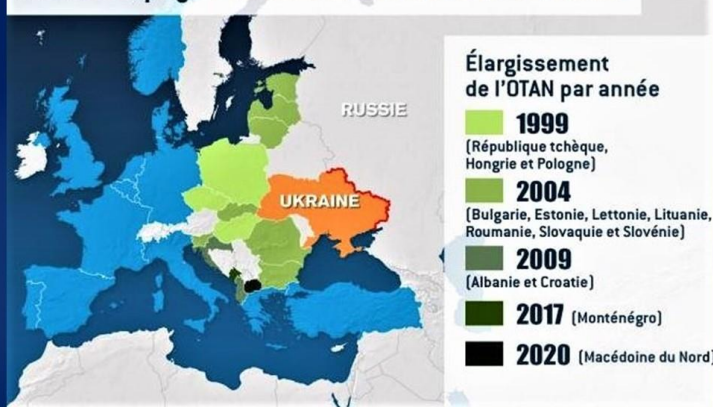 Élargissement
de l'OTAN par année
RUSSIE
UKRAINE
1999
(République tchèque,
Hongrie et Pologne)
2004
(Bulgarie, Estonie, Lettonie, Lituanie,
Roumanie, Slovaquie et Slovénie)
2009
(Albanie et Croatie)
2017 (Monténégro)
2020 (Macédoine du Nord)